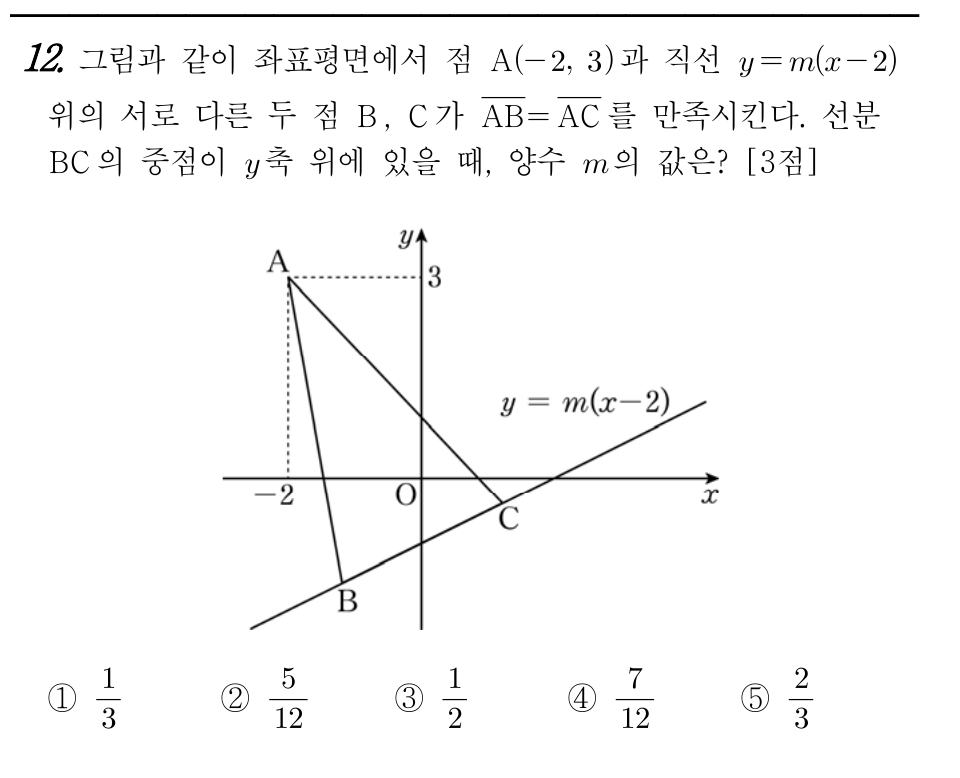 12. 그림과 같이 좌표평면에서 점 A(−2, 3)과 직선 y=m(x−2)
위의 서로 다른 두 점 B, C가 \overline{AB}=\overline{AC}를 만족시킨다. 선분
BC의 중점이 y축 위에 있을 때, 양수 m의 값은? [3점]
y
A
3
y = m(x−2)
−2
O
x
C
B
① 1/3 ② 5/12 ③ 1/2 ④ 7/12 ⑤ 2/3